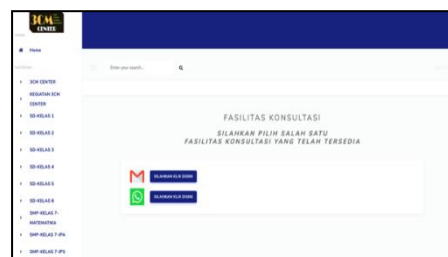 3CM
CENTER
Home
Enter your search..
3CM CENTER
KEGIATAN 3CM
CENTER
SD-KELAS 1
SD-KELAS 2
SD-KELAS 3
SD-KELAS 4
SD-KELAS 5
SD-KELAS 6
SMP-KELAS 7-
MATEMATIKA
SMP-KELAS 7-IPA
SMP-KELAS 7-IPS
FASILITAS KONSULTASI
SILAHKAN PILIH SALAH SATU
FASILITAS KONSULTASI YANG TELAH TERSEDIA
SILAHKAN KLIK DISINI
SILAHKAN KLIK DISINI